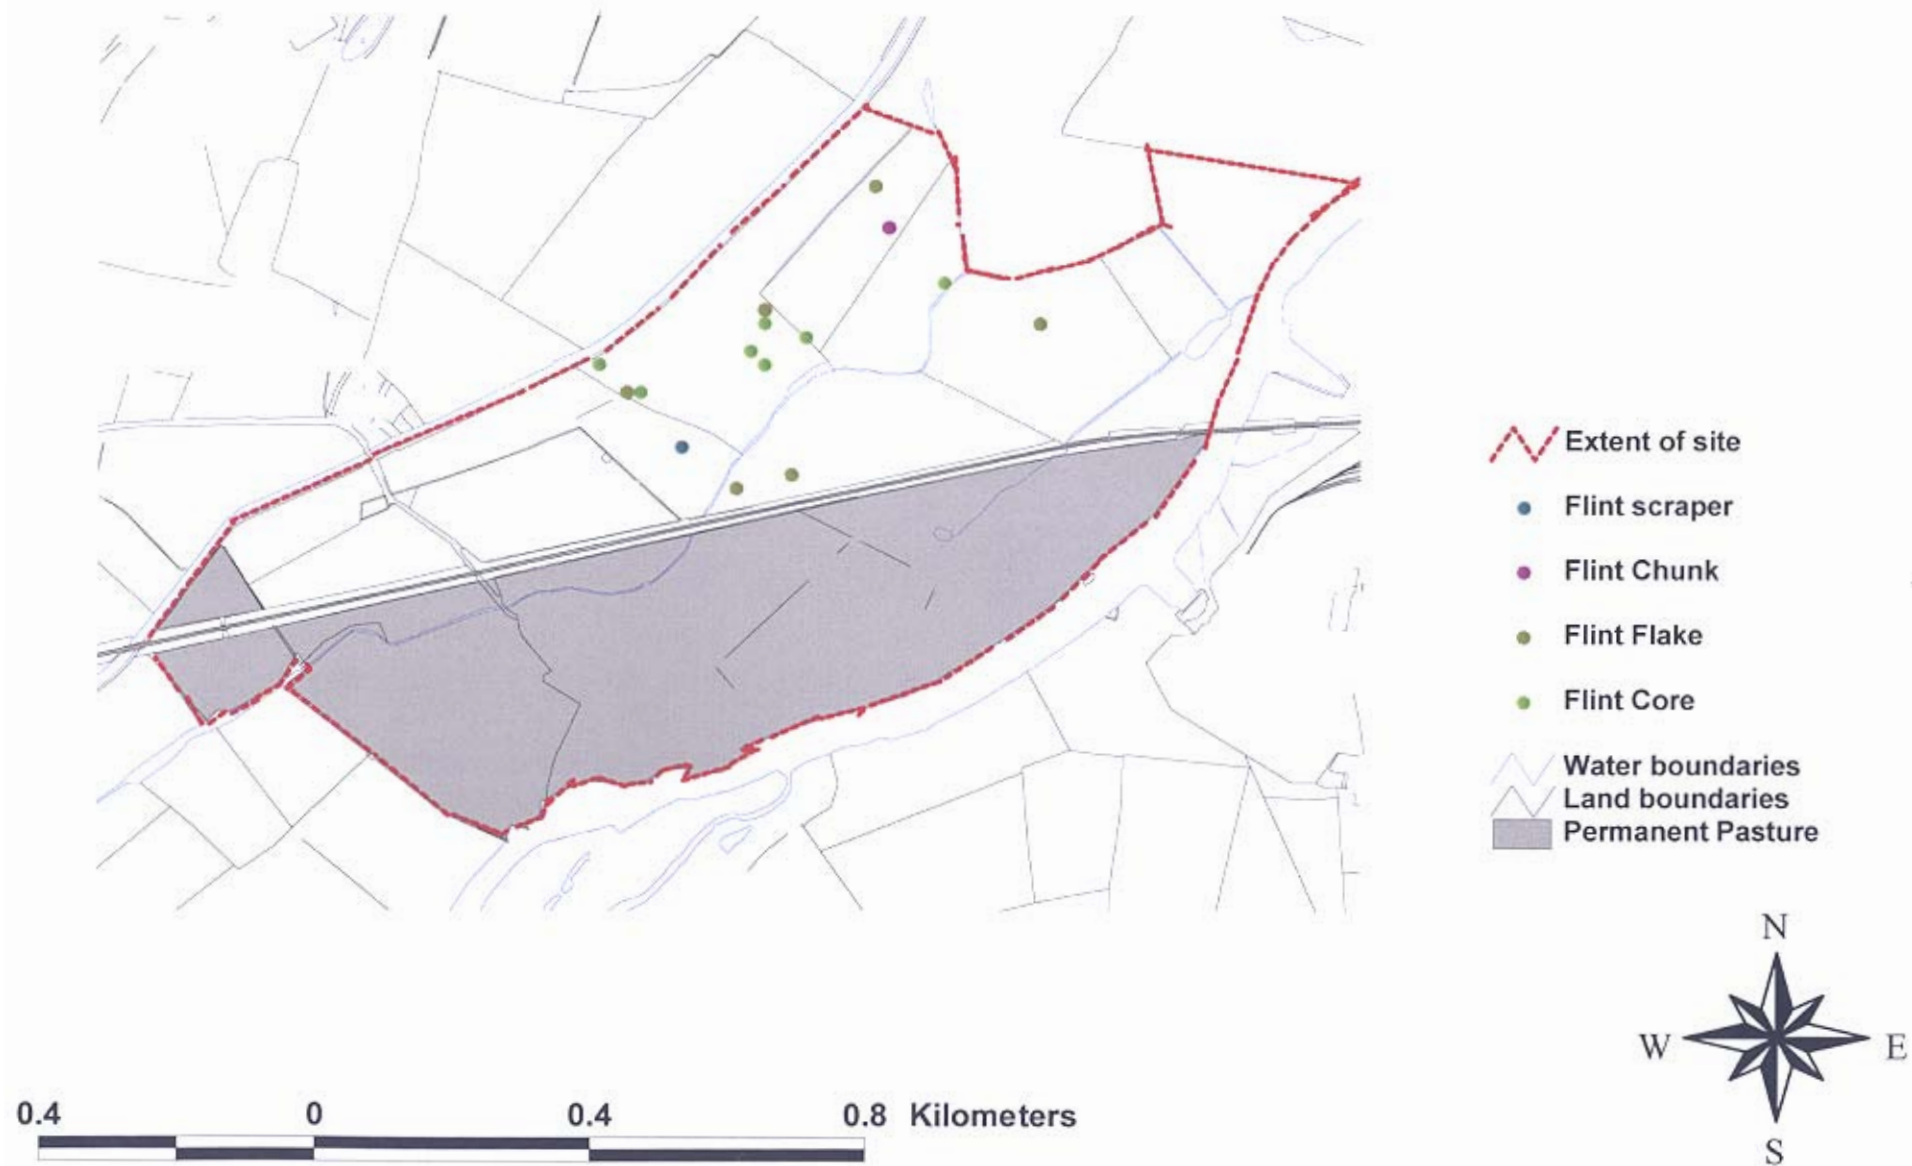 Extent of site
Flint scraper
Flint Chunk
Flint Flake
Flint Core
Water boundaries
Land boundaries
Permanent Pasture
N
W E
S
0.4 0 0.4 0.8 Kilometers